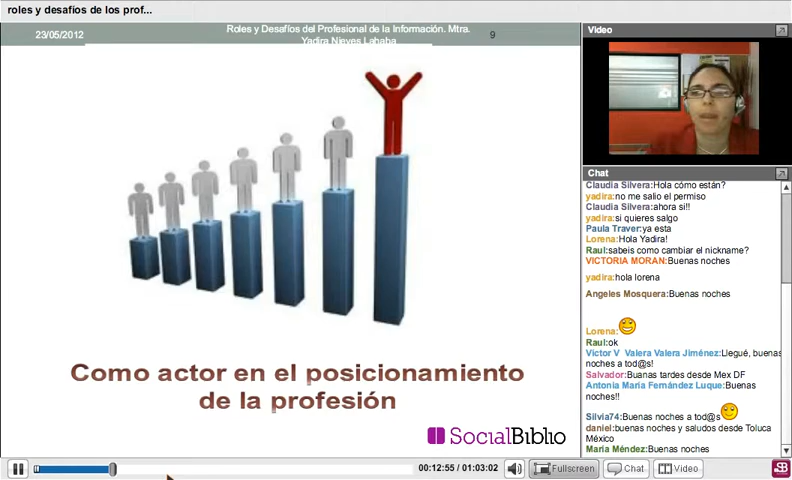 roles y desafíos de los prof...
23/05/2012
Roles y Desafíos del Profesional de la Información. Mtra.
Yadira Nieves Lahaba
9
Como actor en el posicionamiento
de la profesión
SocialBiblio
Video
Chat
Claudia Silvera:Hola cómo están?
yadira:no me salio el permiso
Claudia Silvera:ahora si!!
yadira:si quieres salgo
Paula Traver:ya esta
Lorena:Hola Yadira!
Raul:sabeis como cambiar el nickname?
VICTORIA MORAN:Buenas noches
yadira:hola lorena
Angeles Mosquera:Buenas noches
Lorena:
Raul:ok
Victor V Valera Valera Jiménez:Llegué, buenas
noches a tod@s!
Salvador:Buanas tardes desde Mex DF
Antonia María Fernández Luque:Buenas
noches!!
Silvia74:Buenas noches a tod@s
daniel:buenas noches y saludos desde Toluca
México
María Méndez:Buenas noches
00:12:55 / 01:03:02
Fullscreen
Chat
Video
SB